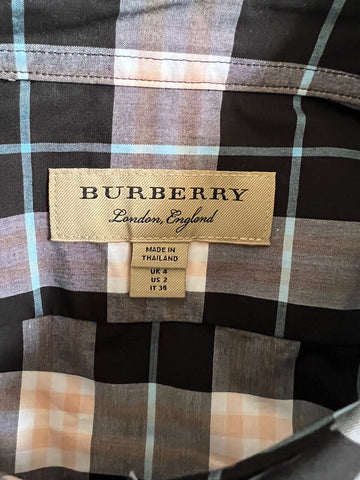 BURBERRY
London, England
MADE IN
THAILAND
UK 4
US 2
IT 36